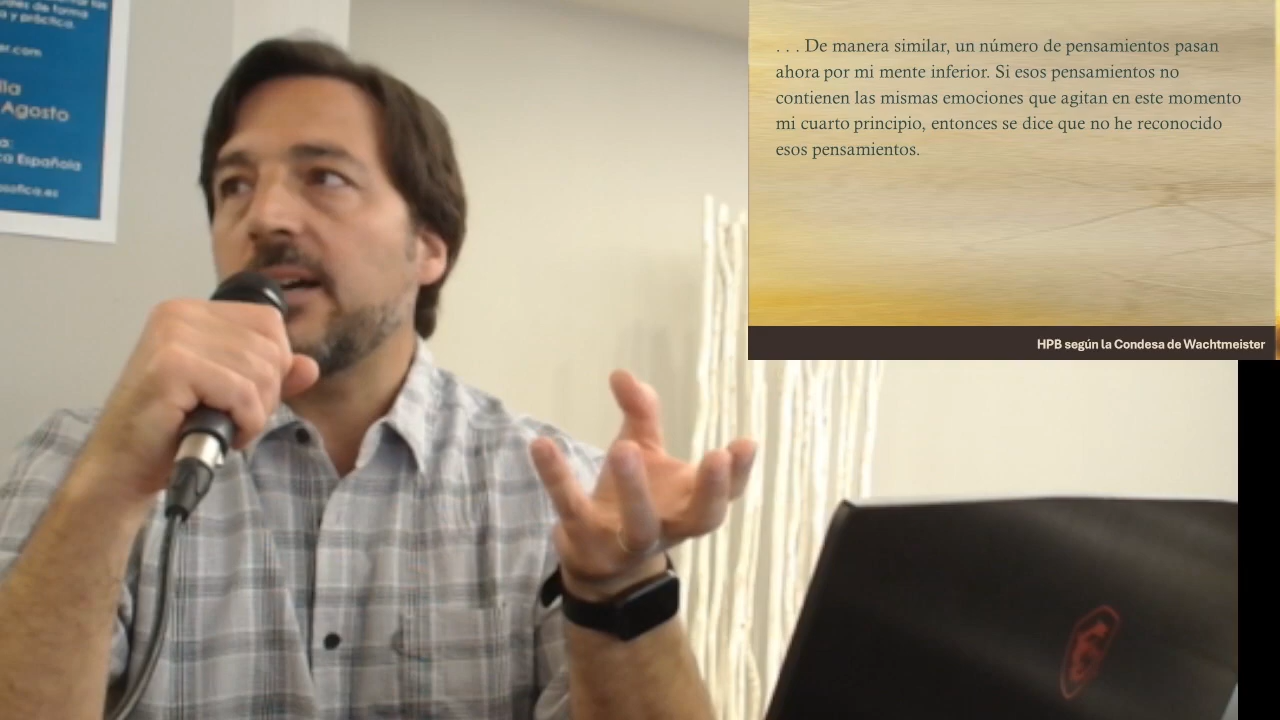 y práctica.
Agosto
Española
. . . De manera similar, un número de pensamientos pasan
ahora por mi mente inferior. Si esos pensamientos no
contienen las mismas emociones que agitan en este momento
mi cuarto principio, entonces se dice que no he reconocido
esos pensamientos.
HPB según la Condesa de Wachtmeister